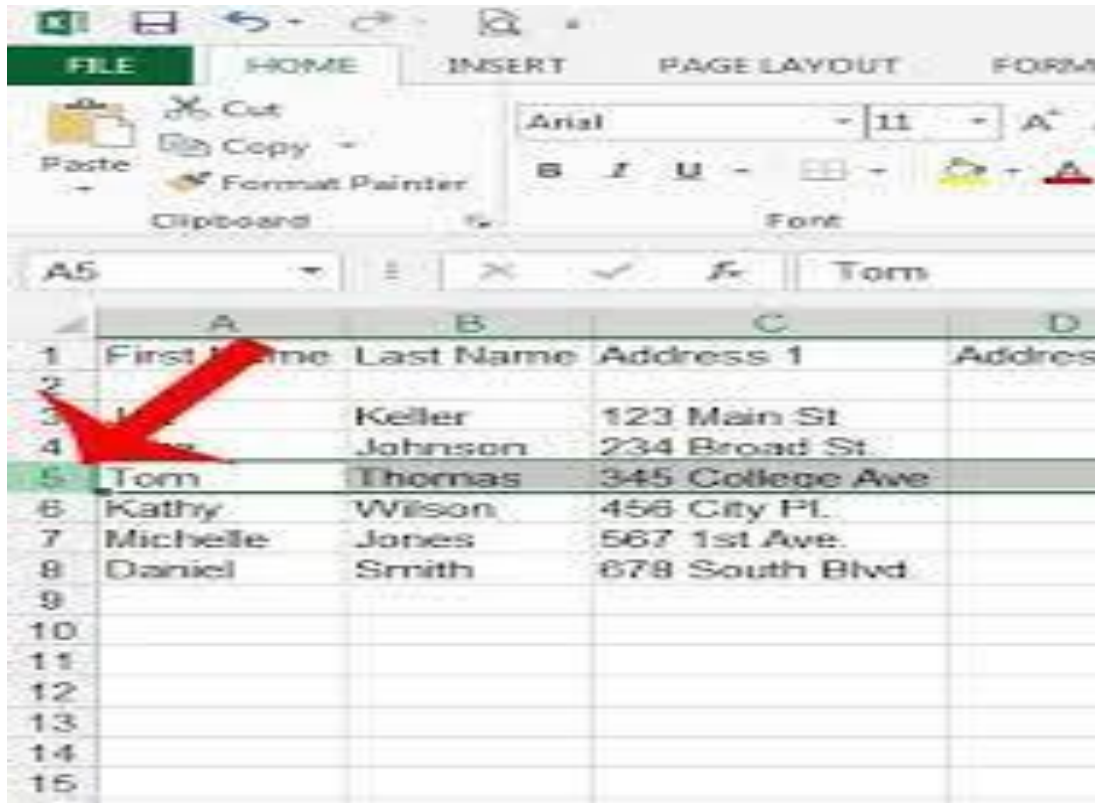 FILE HOME INSERT PAGE LAYOUT FORM
Cut
Copy
Paste
Format Painter
Clipboard
Arial 11 A
B I U A
Font
A5 Tom
A B C D
1 First Last Name Address 1 Addres
2
3 Keller 123 Main St
4 Johnson 234 Broad St.
5 Tom Thomas 345 College Ave
6 Kathy Wilson 456 City Pl.
7 Michelle Jones 567 1st Ave.
8 Daniel Smith 678 South Blvd.
9
10
11
12
13
14
15